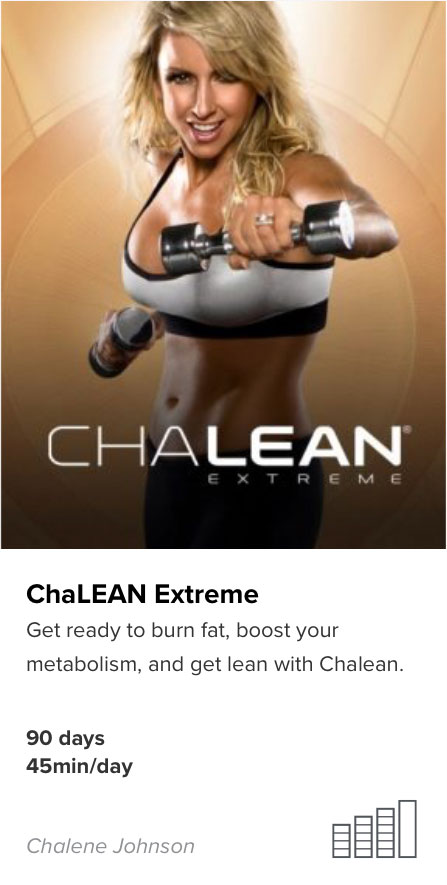 CHALEAN®
EXTREME
ChaLEAN Extreme
Get ready to burn fat, boost your
metabolism, and get lean with Chalean.
90 days
45min/day
Chalene Johnson